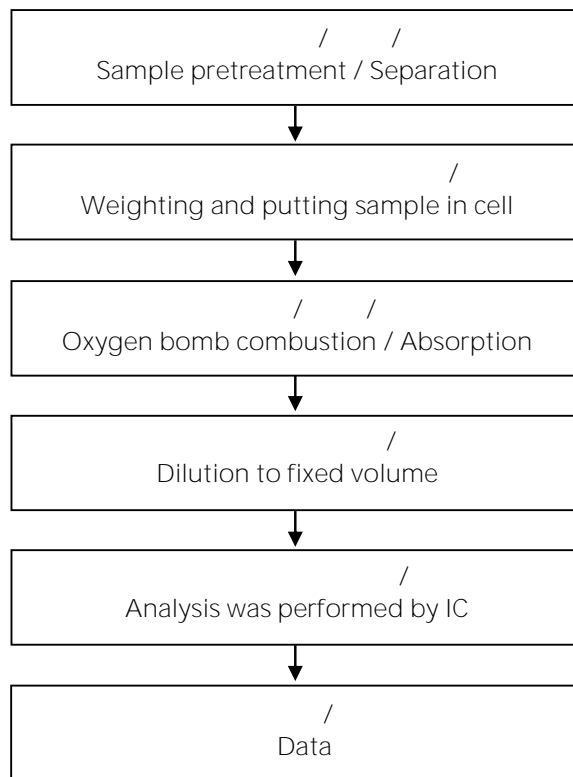 / /
Sample pretreatment / Separation
/
Weighting and putting sample in cell
/ /
Oxygen bomb combustion / Absorption
/
Dilution to fixed volume
/
Analysis was performed by IC
/
Data